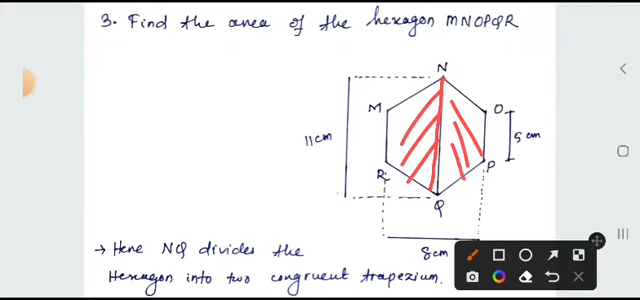 3. Find the area of the hexagon MNOPQR
N
M
O
11cm
5 cm
R
P
Q
8cm
→ Here NQ divides the
Hexagon into two congruent trapezium.